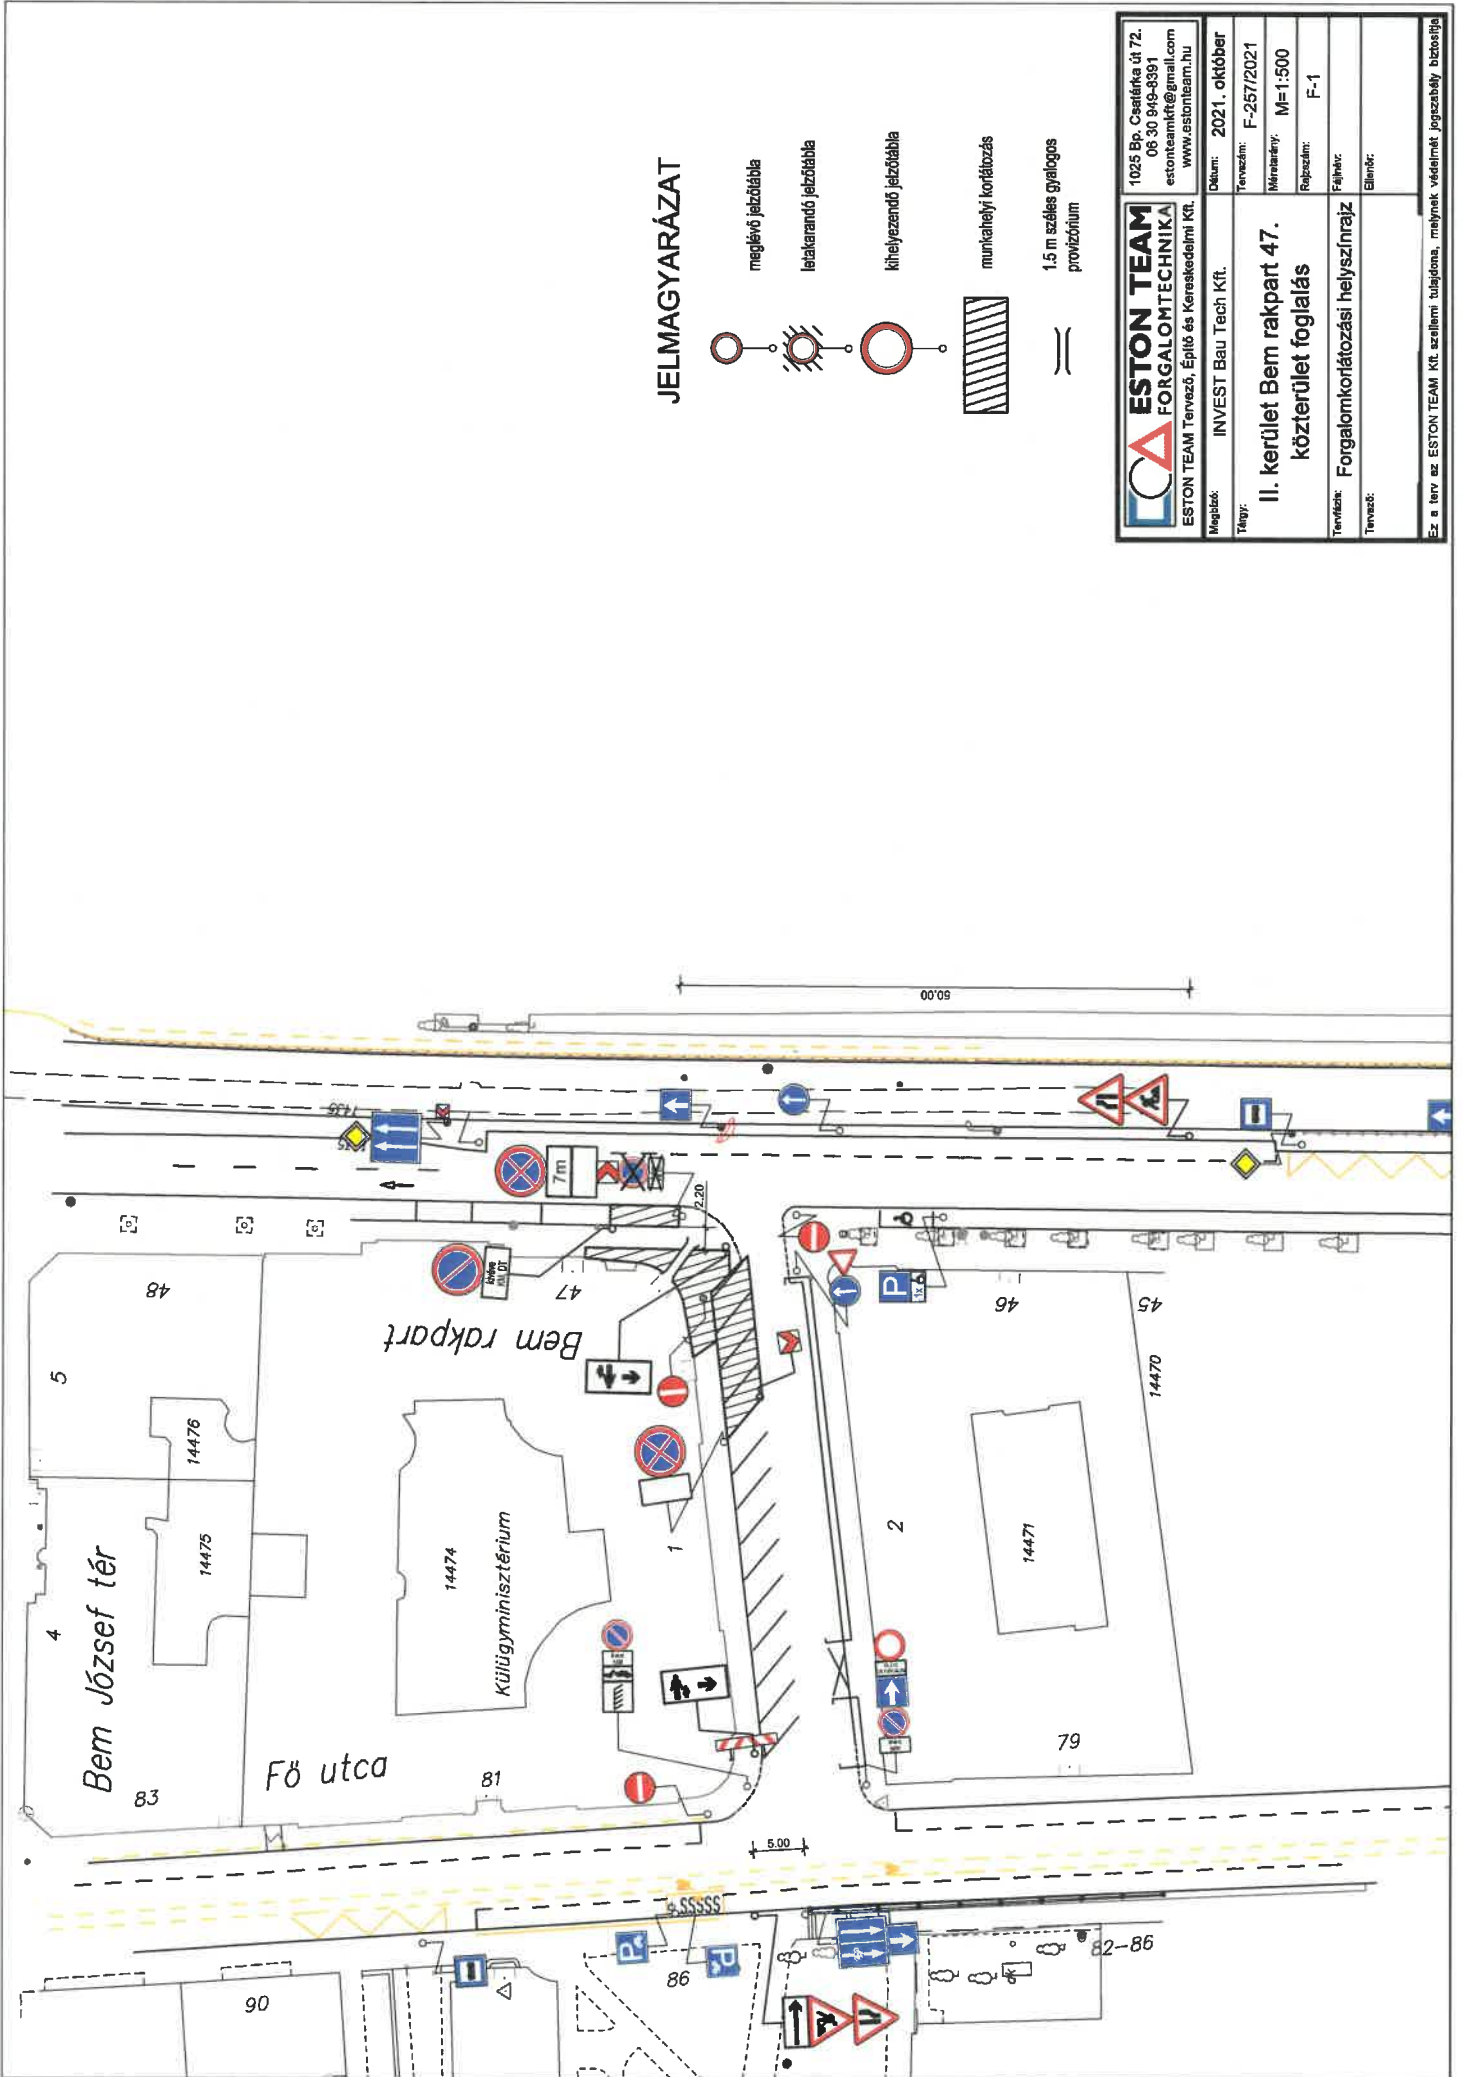 JELMAGYARÁZAT
meglévő jelzőtábla
letakarandó jelzőtábla
kihelyezendő jelzőtábla
munkahelyi korlátozás
1.5 m széles gyalogos
provizórium
ESTON TEAM
FORGALOMTECHNIKA
ESTON TEAM Tervező, Építő és Kereskedelmi Kft.
1025 Bp. Csatárka út 72.
06 30 949-8391
estonteamkft@gmail.com
www.estonteam.hu
Megbízó:
INVEST Bau Tech Kft.
Dátum:
2021. október
Tárgy:
II. kerület Bem rakpart 47.
közterület foglalás
Tervszám:
F-257/2021
Méretarány:
M=1:500
Rajzszám:
F-1
Tervfázis:
Forgalomkorlátozási helyszínrajz
Fájlnév:
Tervező:
Ellenőr:
Ez a terv az ESTON TEAM Kft. szellemi tulajdona, melynek védelmét jogszabály biztosítja
Bem József tér
Fő utca
Bem rakpart
Külügyminisztérium
4
5
48
83
14476
14475
14474
81
47
1
2
14471
14470
46
45
79
90
86
82-86
50.00
5.00
2.20
7m
P
1x
P
P